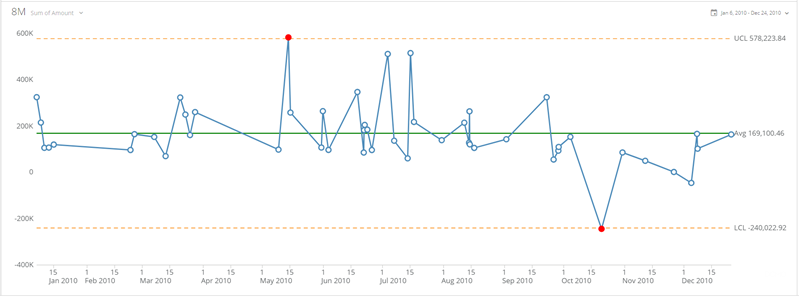 8M Sum of Amount
Jan 6, 2010 - Dec 24, 2010
600K
UCL 578,223.84
400K
200K
Avg 169,100.46
0
-200K
LCL -240,022.92
-400K
15 1 15 1 15 1 15 1 15 1 15 1 15 1 15 1 15 1 15 1 15 1 15
Jan 2010 Feb 2010 Mar 2010 Apr 2010 May 2010 Jun 2010 Jul 2010 Aug 2010 Sep 2010 Oct 2010 Nov 2010 Dec 2010